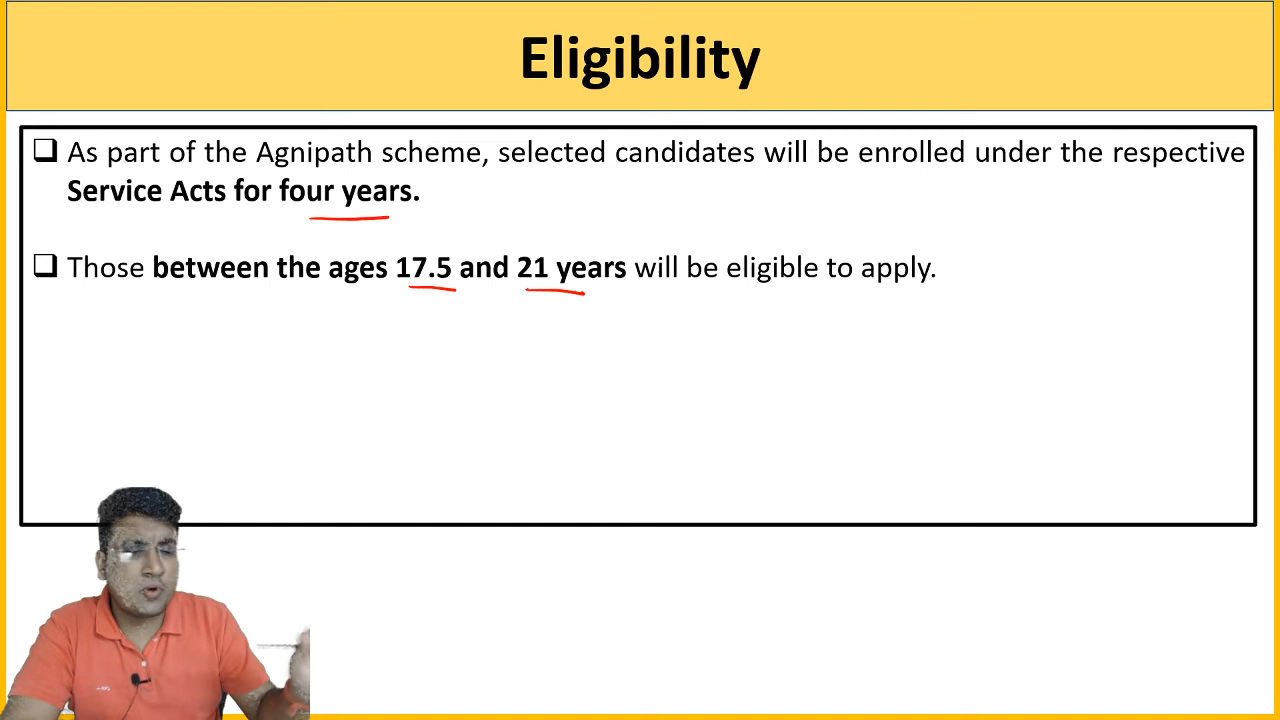 Eligibility
As part of the Agnipath scheme, selected candidates will be enrolled under the respective
Service Acts for four years.
Those between the ages 17.5 and 21 years will be eligible to apply.